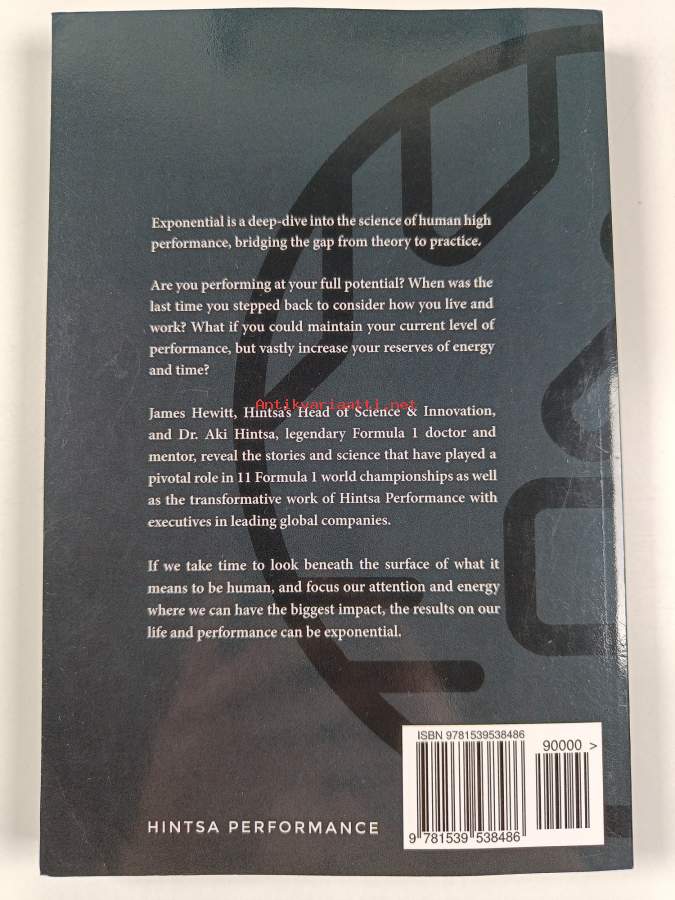 Exponential is a deep-dive into the science of human high
performance, bridging the gap from theory to practice.
Are you performing at your full potential? When was the
last time you stepped back to consider how you live and
work? What if you could maintain your current level of
performance, but vastly increase your reserves of energy
and time?
Antikvariaatti.net
James Hewitt, Hintsa's Head of Science & Innovation,
and Dr. Aki Hintsa, legendary Formula 1 doctor and
mentor, reveal the stories and science that have played a
pivotal role in 11 Formula 1 world championships as well
as the transformative work of Hintsa Performance with
executives in leading global companies.
If we take time to look beneath the surface of what it
means to be human, and focus our attention and energy
where we can have the biggest impact, the results on our
life and performance can be exponential.
ISBN 9781539538486
90000 >
9 781539 538486
HINTSA PERFORMANCE